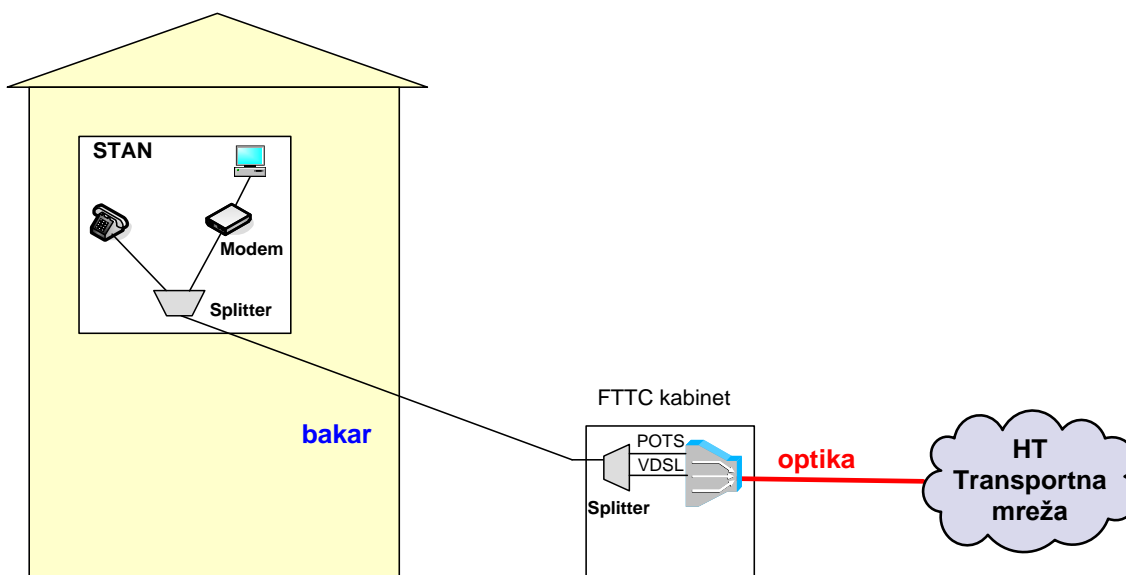 STAN
Modem
Splitter
bakar
FTTC kabinet
POTS
VDSL
Splitter
optika
HT
Transportna
mreža